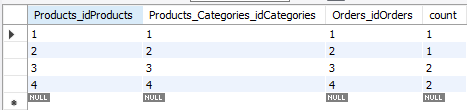 Products_idProducts Products_Categories_idCategories Orders_idOrders count
1 1 1 1
2 2 2 1
3 3 3 2
4 4 4 2
NULL NULL NULL NULL